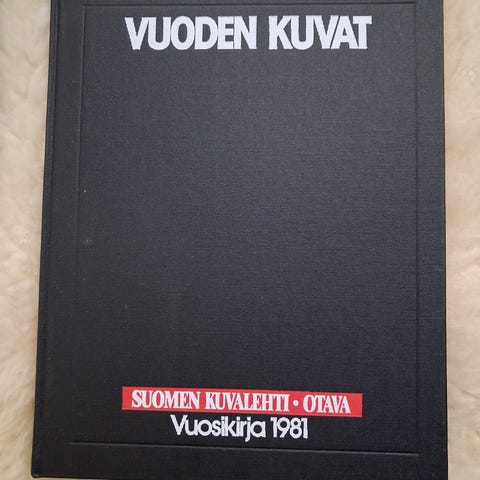 VUODEN KUVAT
SUOMEN KUVALEHTI • OTAVA
Vuosikirja 1981